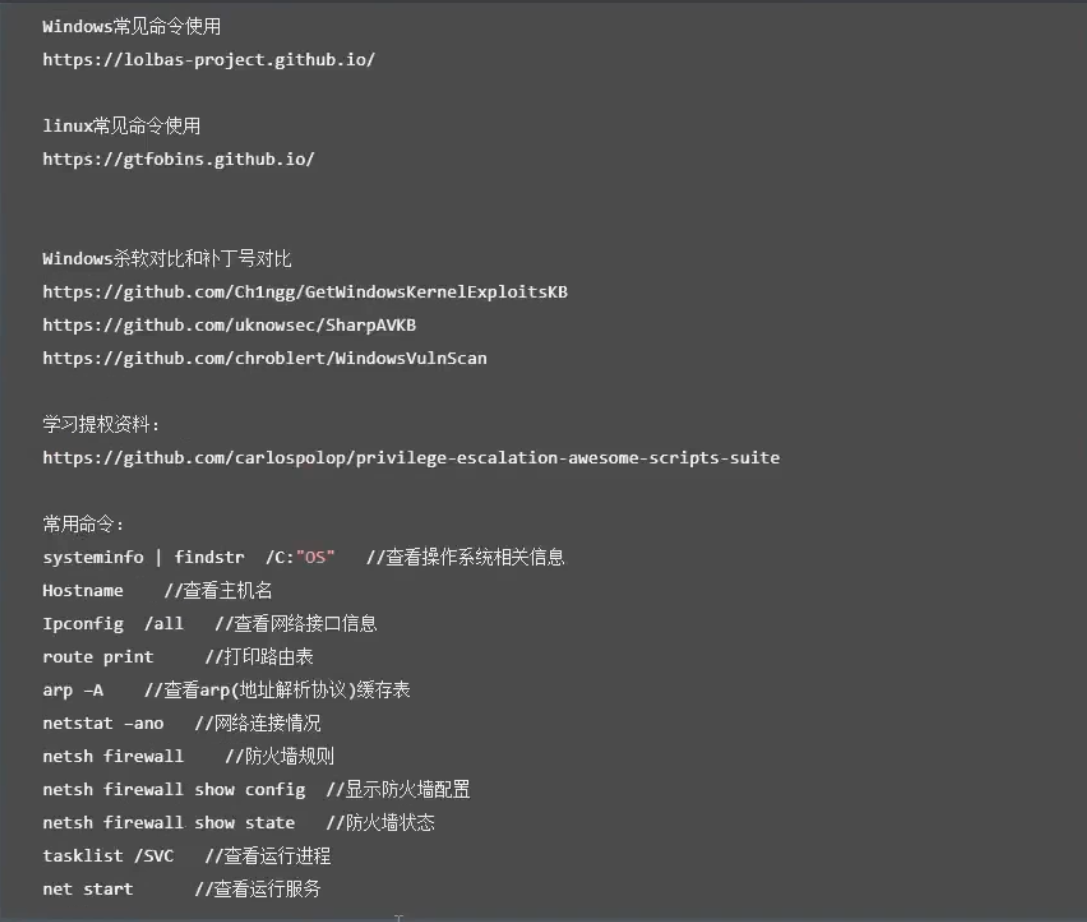 Windows常见命令使用
https://lolbas-project.github.io/
linux常见命令使用
https://gtfobins.github.io/
Windows杀软对比和补丁号对比
https://github.com/Ch1ngg/GetWindowsKernelExploitsKB
https://github.com/uknowsec/SharpAVKB
https://github.com/chroblert/WindowsVulnScan
学习提权资料:
https://github.com/carlospolop/privilege-escalation-awesome-scripts-suite
常用命令:
systeminfo | findstr  /C:"OS"   //查看操作系统相关信息
Hostname    //查看主机名
Ipconfig  /all   //查看网络接口信息
route print     //打印路由表
arp –A    //查看arp(地址解析协议)缓存表
netstat –ano   //网络连接情况
netsh firewall    //防火墙规则
netsh firewall show config  //显示防火墙配置
netsh firewall show state   //防火墙状态
tasklist /SVC   //查看运行进程
net start      //查看运行服务